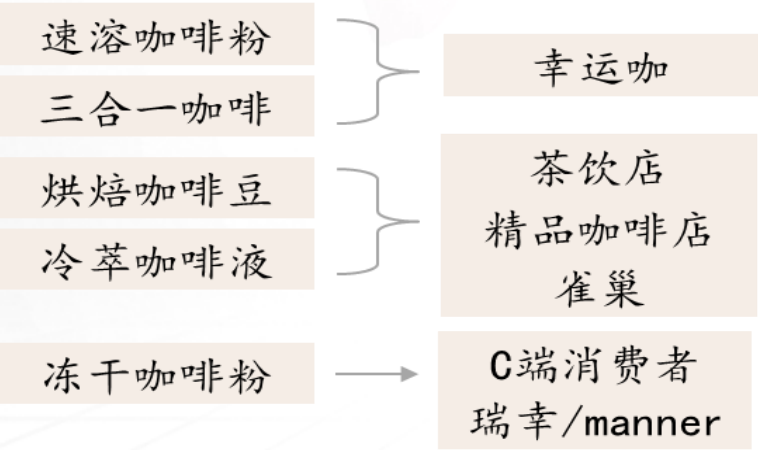 速溶咖啡粉
三合一咖啡
幸运咖
烘焙咖啡豆
冷萃咖啡液
茶饮店
精品咖啡店
雀巢
冻干咖啡粉
C端消费者
瑞幸/manner